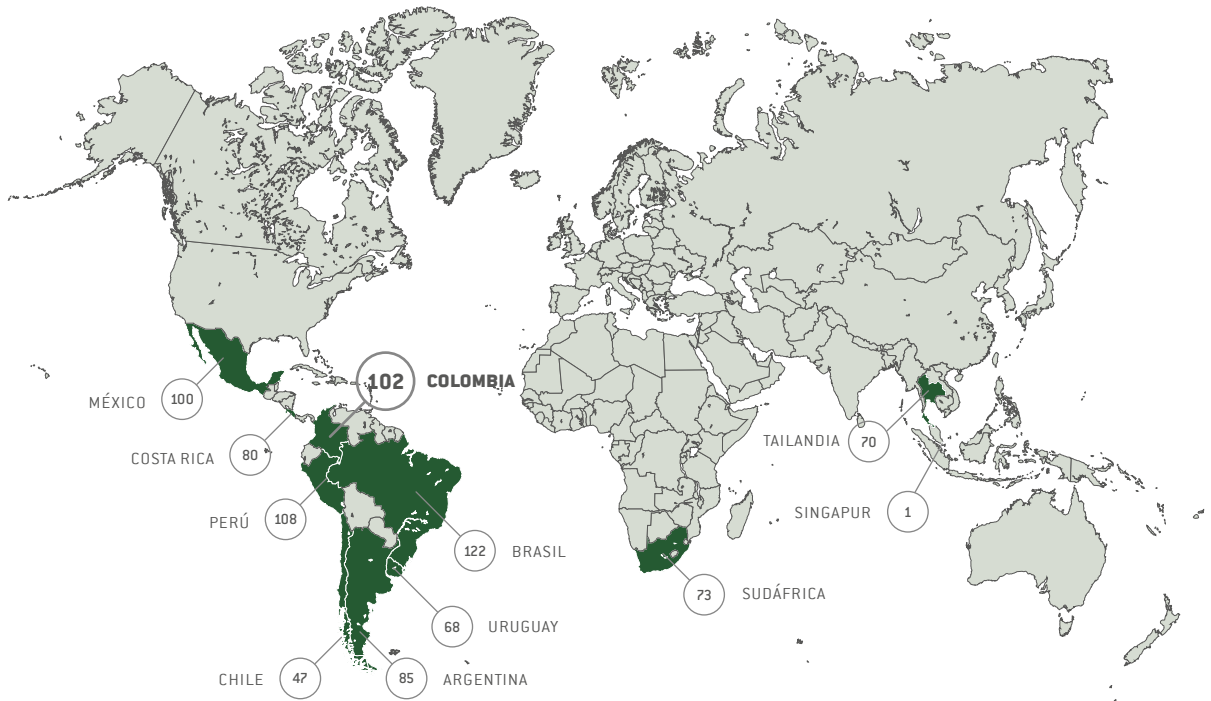 102 COLOMBIA
MÉXICO 100
TAILANDIA 70
COSTA RICA 80
SINGAPUR 1
PERÚ 108
122 BRASIL
73 SUDÁFRICA
68 URUGUAY
CHILE 47
85 ARGENTINA